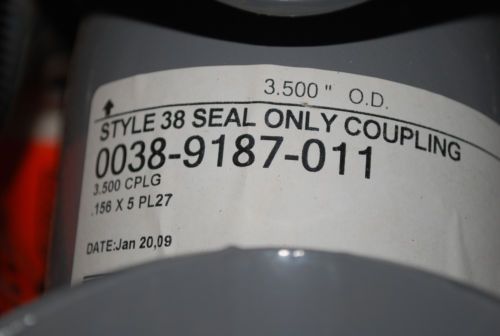 3.500 " O.D.
STYLE 38 SEAL ONLY COUPLING
0038-9187-011
3.500 CPLG
.156 X 5 PL27
DATE:Jan 20,09